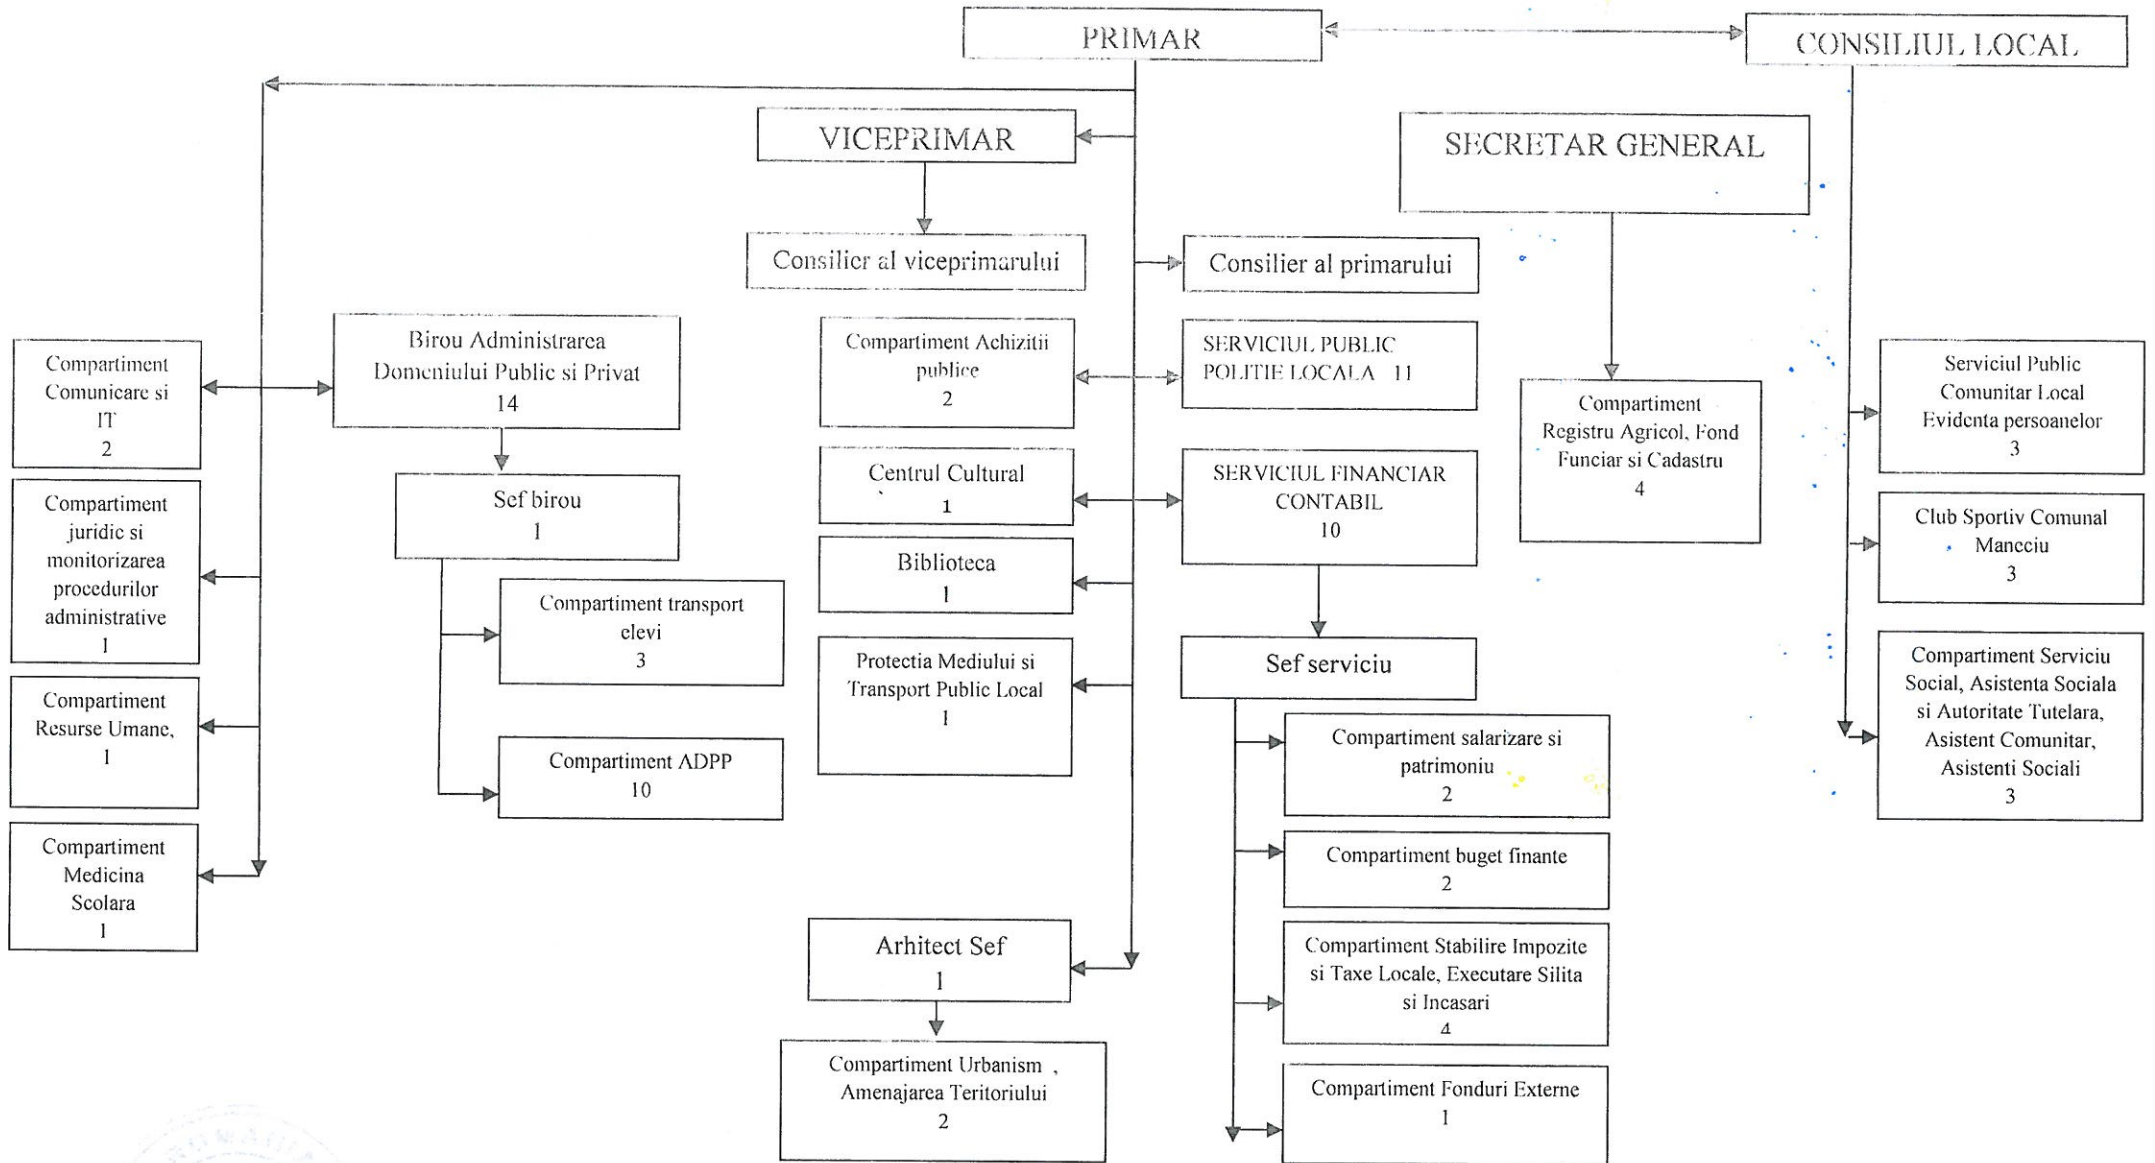 PRIMAR
CONSILIUL LOCAL
VICEPRIMAR
SECRETAR GENERAL
Consilier al viceprimarului
Consilier al primarului
Compartiment
Comunicare si
IT
2
Birou Administrarea
Domeniului Public si Privat
14
Compartiment Achizitii
publice
2
SERVICIUL PUBLIC
POLITIE LOCALA 11
Compartiment
Registru Agricol, Fond
Funciar si Cadastru
4
Serviciul Public
Comunitar Local
Evidenta persoanelor
3
Compartiment
juridic si
monitorizarea
procedurilor
administrative
1
Sef birou
1
Centrul Cultural
1
SERVICIUL FINANCIAR
CONTABIL
10
Club Sportiv Comunal
Maneciu
3
Biblioteca
1
Compartiment transport
elevi
3
Protectia Mediului si
Transport Public Local
1
Sef serviciu
Compartiment Serviciu
Social, Asistenta Sociala
si Autoritate Tutelara,
Asistent Comunitar,
Asistenti Sociali
3
Compartiment
Resurse Umane,
1
Compartiment ADPP
10
Compartiment salarizare si
patrimoniu
2
Compartiment
Medicina
Scolara
1
Compartiment buget finante
2
Arhitect Sef
1
Compartiment Stabilire Impozite
si Taxe Locale, Executare Silita
si Incasari
4
Compartiment Urbanism ,
Amenajarea Teritoriului
2
Compartiment Fonduri Externe
1